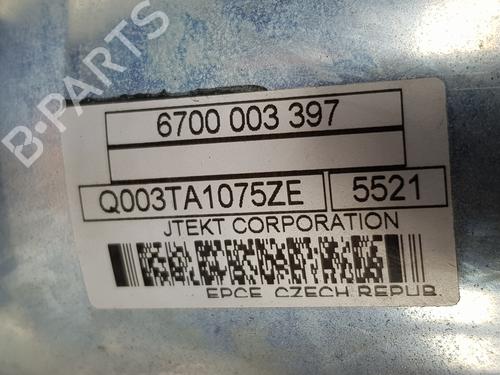 B-PARTS
6700 003 397
Q003TA1075ZE 5521
JTEKT CORPORATION
EPCE, CZECH REPUB.